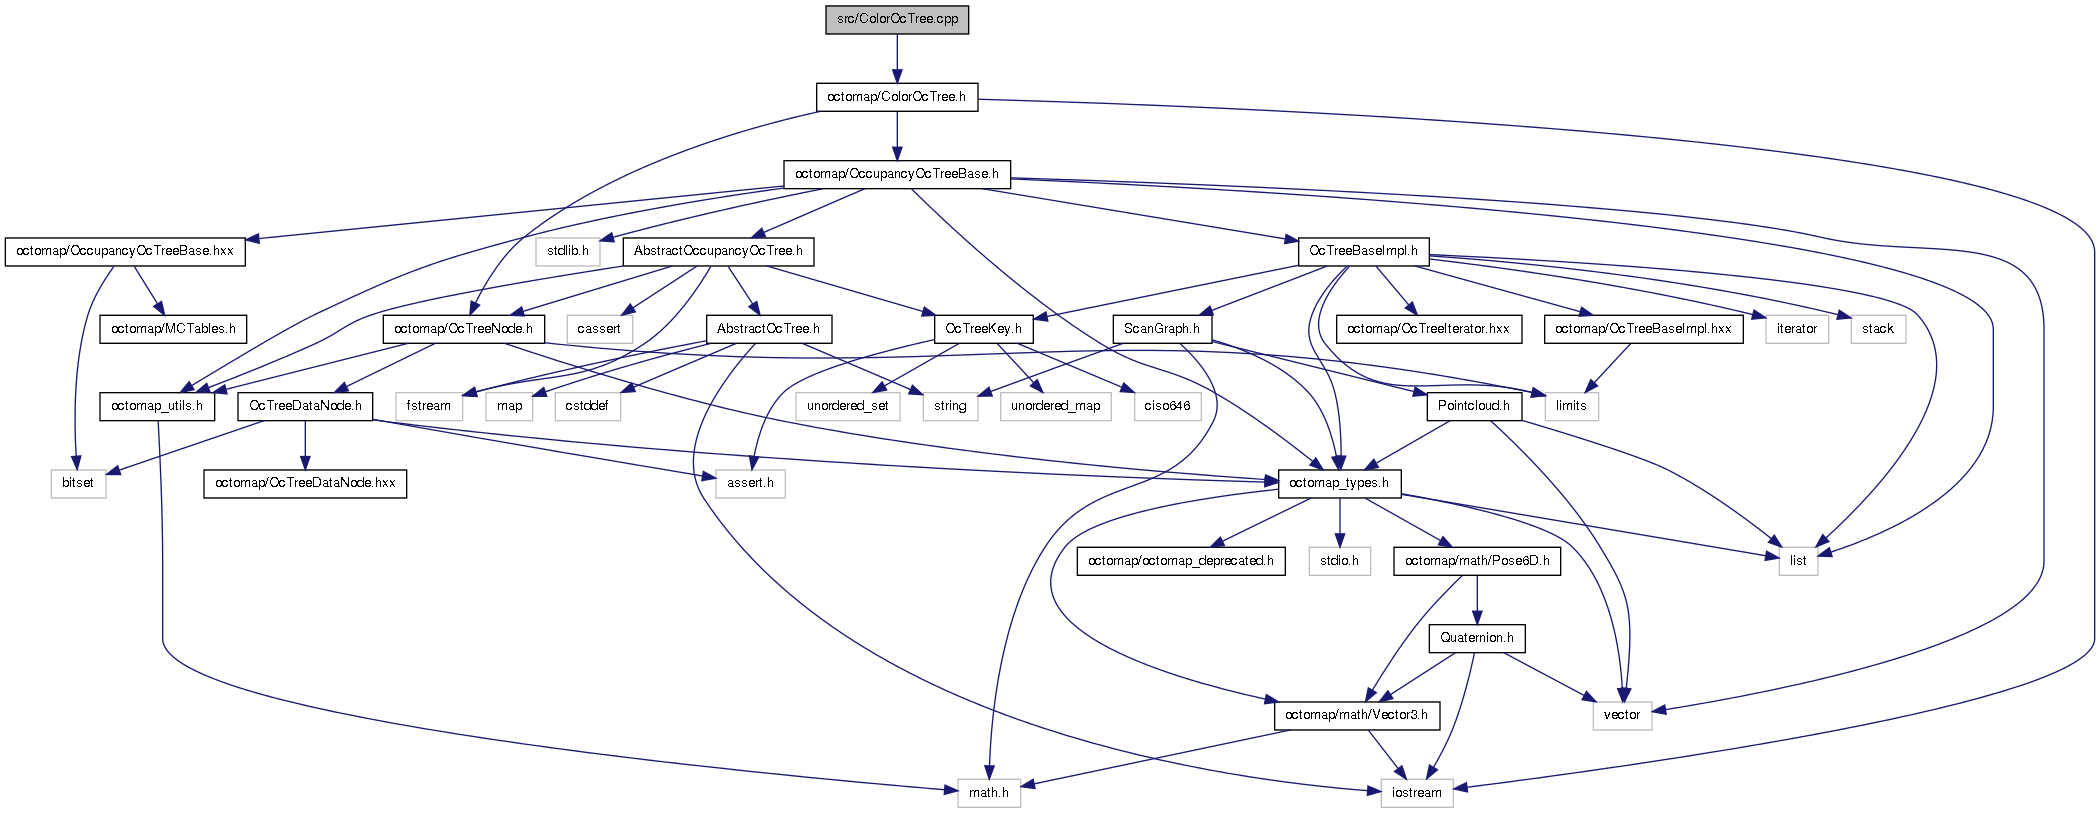 src/ColorOcTree.cpp
octomap/ColorOcTree.h
octomap/OccupancyOcTreeBase.h
octomap/OccupancyOcTreeBase.hxx
stdlib.h
AbstractOccupancyOcTree.h
OcTreeBaseImpl.h
octomap/MCTables.h
octomap/OcTreeNode.h
cassert
AbstractOcTree.h
OcTreeKey.h
ScanGraph.h
octomap/OcTreeIterator.hxx
octomap/OcTreeBaseImpl.hxx
iterator
stack
octomap_utils.h
OcTreeDataNode.h
fstream
map
cstddef
unordered_set
string
unordered_map
ciso646
Pointcloud.h
limits
bitset
octomap/OcTreeDataNode.hxx
assert.h
octomap_types.h
octomap/octomap_deprecated.h
stdio.h
octomap/math/Pose6D.h
list
Quaternion.h
octomap/math/Vector3.h
vector
math.h
iostream